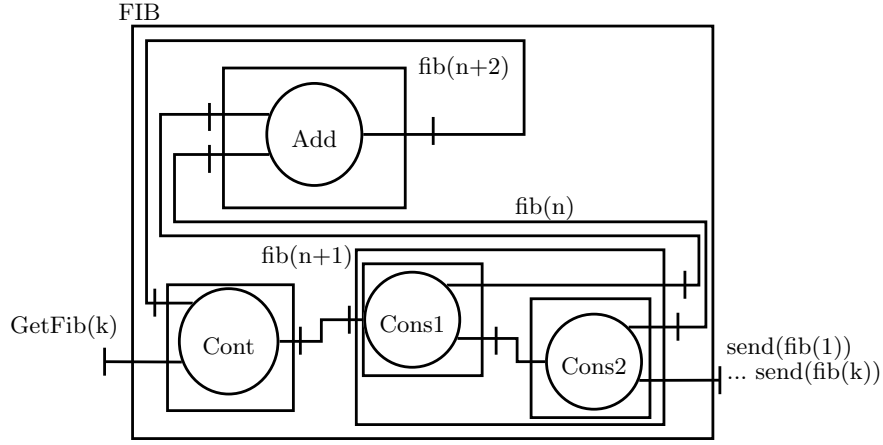 FIB
fib(n+2)
Add
fib(n)
fib(n+1)
GetFib(k)
Cont
Cons1
Cons2
send(fib(1))
... send(fib(k))